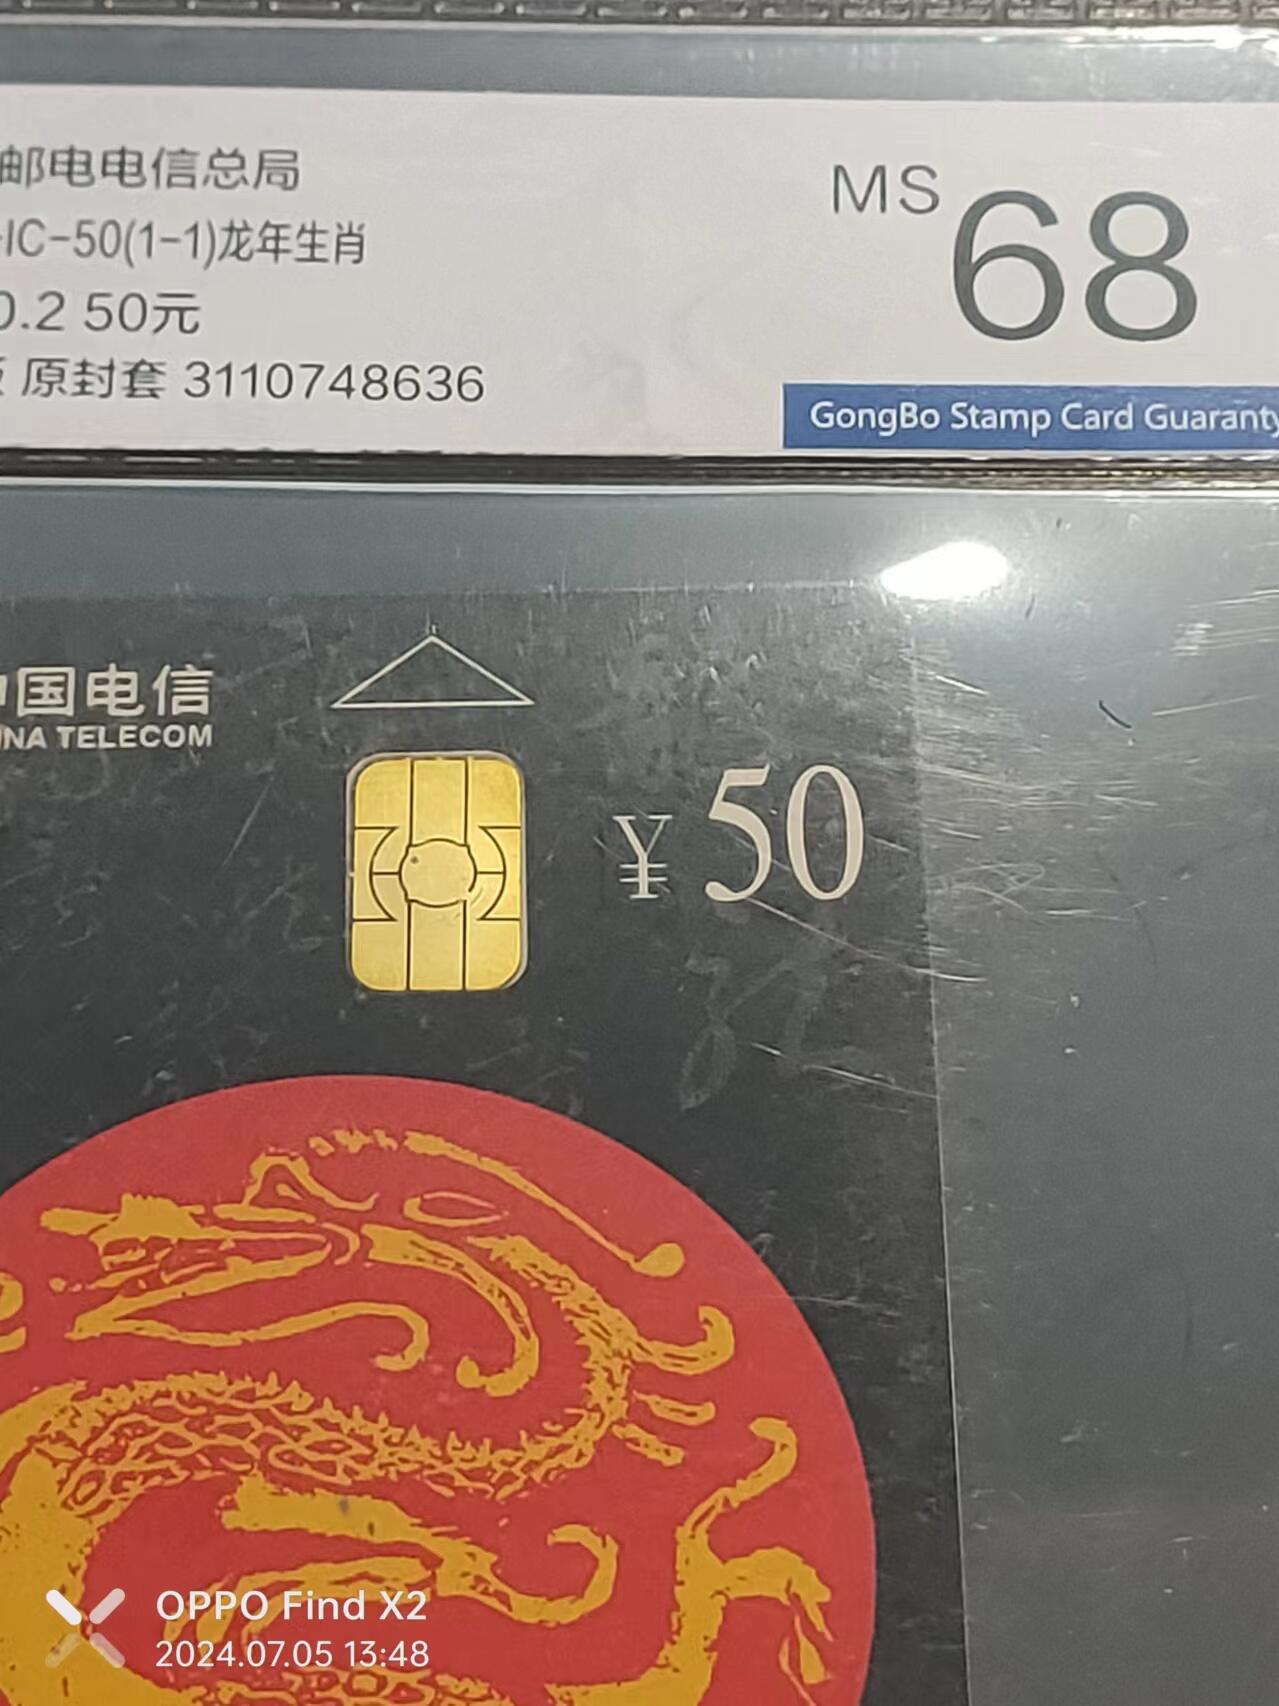 邮电电信总局
-IC-50(1-1)龙年生肖
0.2 50元
原封套 3110748636
MS 68
GongBo Stamp Card Guaranty
中国电信
INA TELECOM
¥50
OPPO Find X2
2024.07.05 13:48